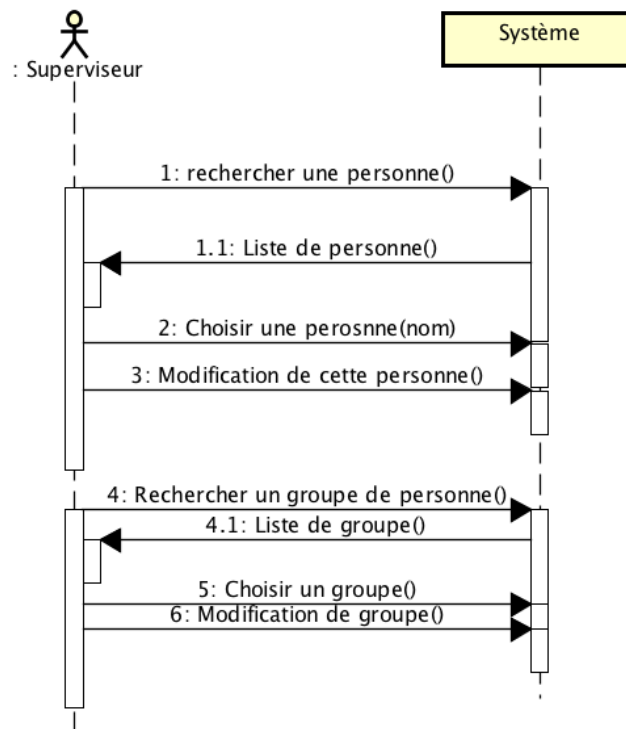 Système
: Superviseur
1: rechercher une personne()
1.1: Liste de personne()
2: Choisir une perosnne(nom)
3: Modification de cette personne()
4: Rechercher un groupe de personne()
4.1: Liste de groupe()
5: Choisir un groupe()
6: Modification de groupe()